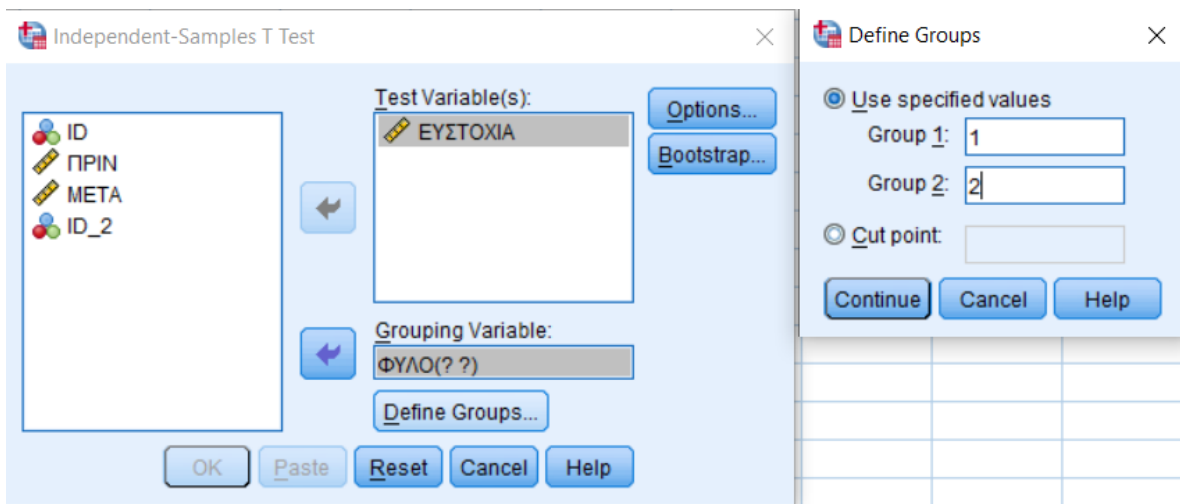 Independent-Samples T Test
ID
ΠΡΙΝ
ΜΕΤΑ
ID_2
Test Variable(s):
ΕΥΣΤΟΧΙΑ
Options...
Bootstrap...
Grouping Variable:
ΦΥΛΟ(? ?)
Define Groups...
OK
Paste
Reset
Cancel
Help
Define Groups
Use specified values
Group 1: 1
Group 2: 2
Cut point:
Continue
Cancel
Help